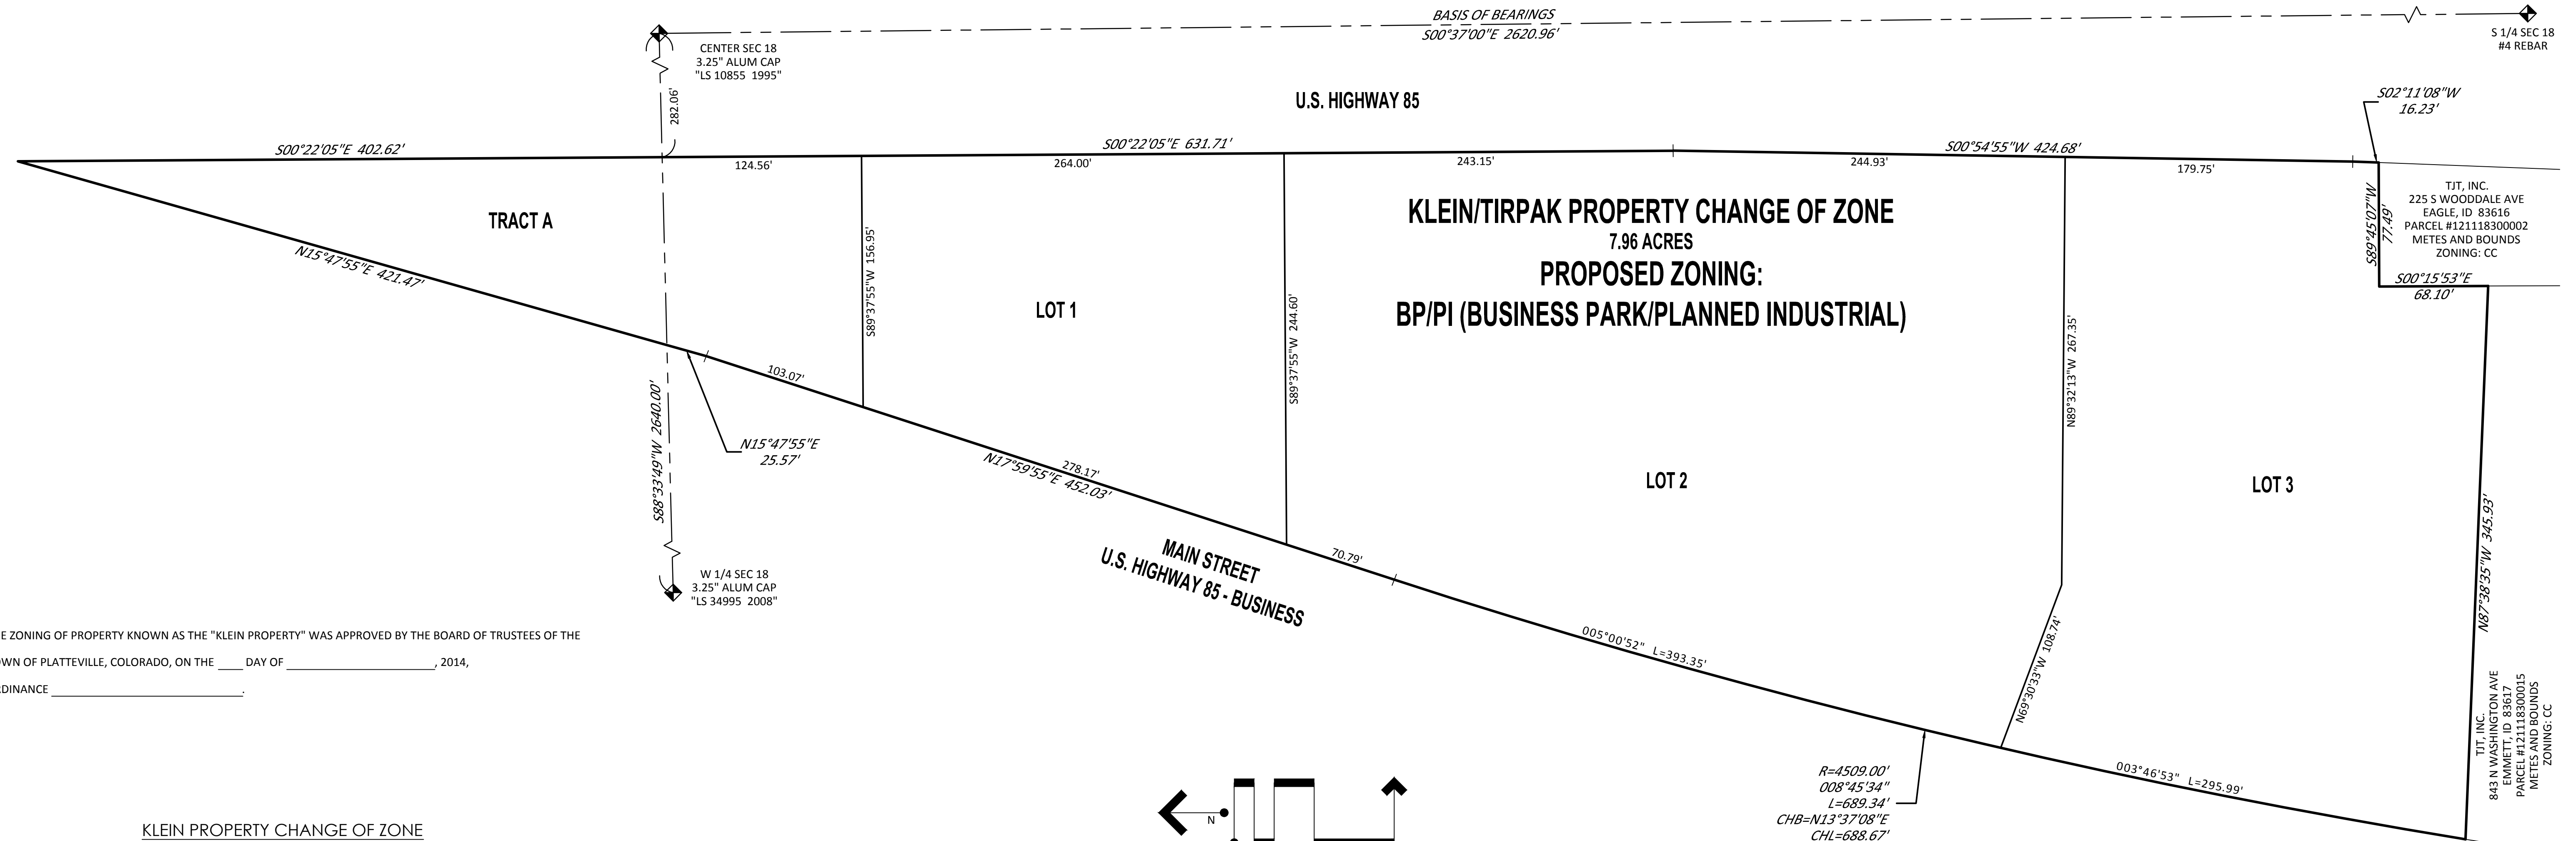 BASIS OF BEARINGS
S00°37'00"E 2620.96'
S 1/4 SEC 18
#4 REBAR
CENTER SEC 18
3.25" ALUM CAP
"LS 10855 1995"
282.06'
U.S. HIGHWAY 85
S02°11'08"W
16.23'
S00°22'05"E 402.62'
S00°22'05"E 631.71'
S00°54'55"W 424.68'
124.56'
264.00'
243.15'
244.93'
179.75'
TJT, INC.
225 S WOODDALE AVE
EAGLE, ID 83616
PARCEL #121118300002
METES AND BOUNDS
ZONING: CC
S89°45'07"W
77.49'
S00°15'53"E
68.10'
TRACT A
KLEIN/TIRPAK PROPERTY CHANGE OF ZONE
7.96 ACRES
PROPOSED ZONING:
BP/PI (BUSINESS PARK/PLANNED INDUSTRIAL)
N15°47'55"E 421.47'
S89°37'55"W 156.95'
LOT 1
S89°37'55"W 244.60'
N89°32'13"W 267.35'
103.07'
S88°33'49"W 2640.00'
N15°47'55"E
25.57'
278.17'
N17°59'55"E 452.03'
LOT 2
LOT 3
N87°38'35"W 345.93'
70.79'
MAIN STREET
U.S. HIGHWAY 85 - BUSINESS
W 1/4 SEC 18
3.25" ALUM CAP
"LS 34995 2008"
005°00'52" L=393.35'
N69°30'33"W 108.74'
E ZONING OF PROPERTY KNOWN AS THE "KLEIN PROPERTY" WAS APPROVED BY THE BOARD OF TRUSTEES OF THE
OWN OF PLATTEVILLE, COLORADO, ON THE ____ DAY OF ________________________, 2014,
RDINANCE _______________________________.
TJT, INC.
843 N WASHINGTON AVE
EMMETT, ID 83617
PARCEL #121118300015
METES AND BOUNDS
ZONING: CC
R=4509.00'
008°45'34"
L=689.34'
CHB=N13°37'08"E
CHL=688.67'
003°46'53" L=295.99'
N
KLEIN PROPERTY CHANGE OF ZONE